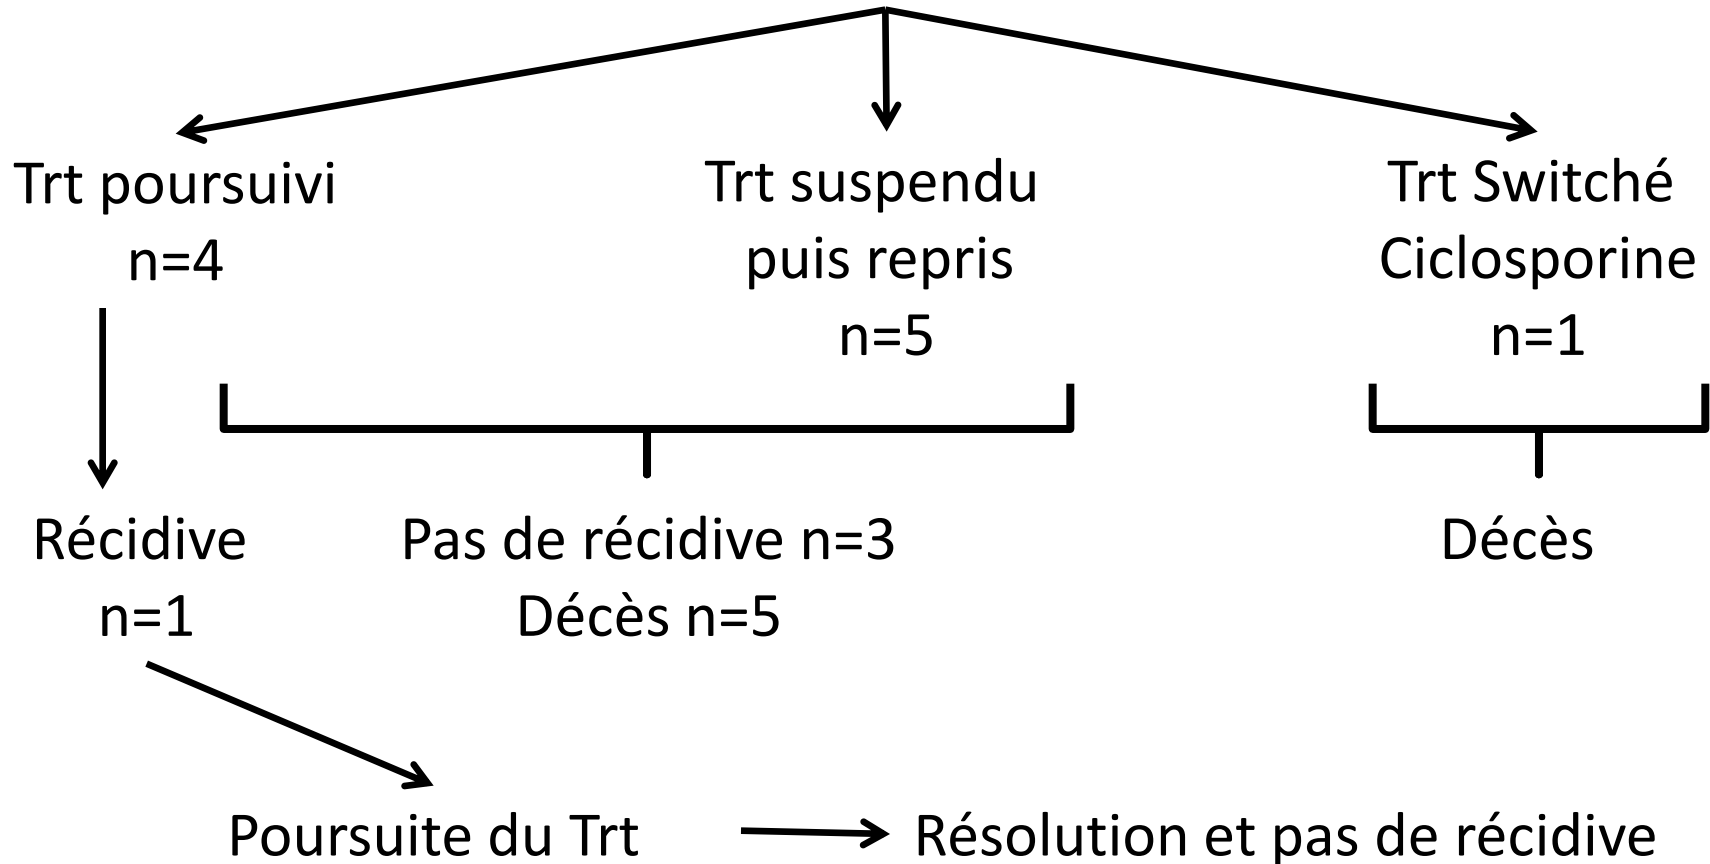 Trt poursuivi
n=4
Trt suspendu
puis repris
n=5
Trt Switché
Ciclosporine
n=1
Récidive
n=1
Pas de récidive n=3
Décès n=5
Décès
Poursuite du Trt
Résolution et pas de récidive